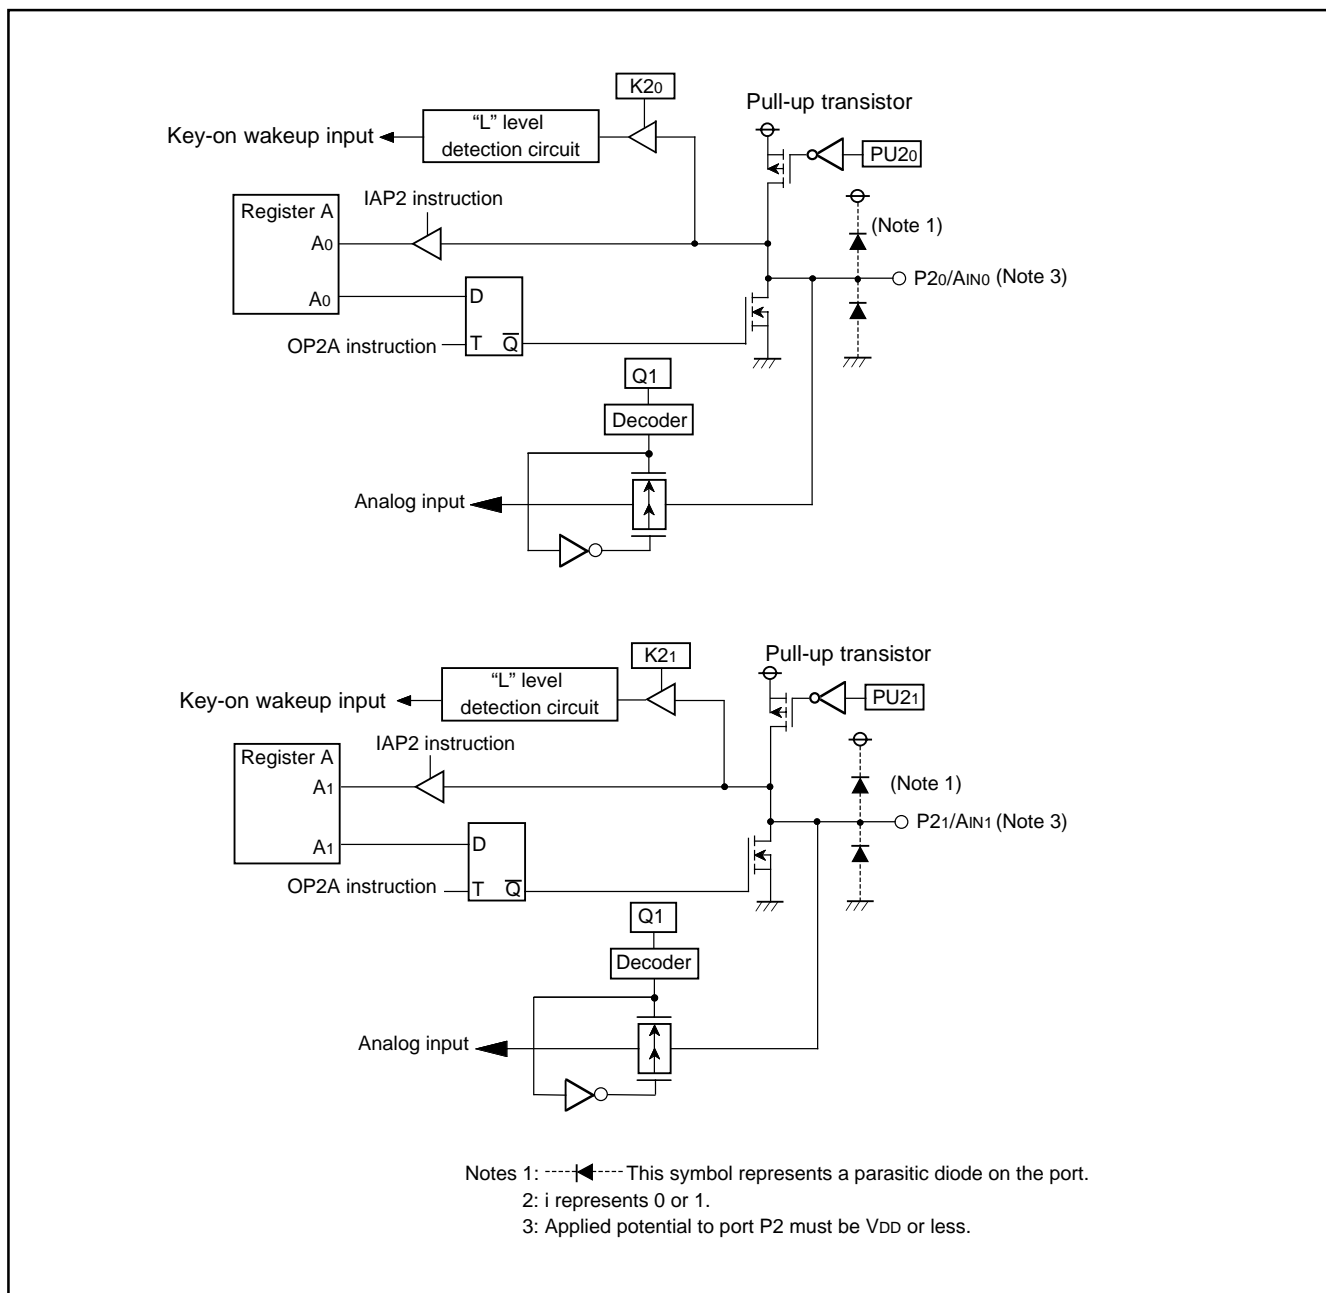 K20
Pull-up transistor
Key-on wakeup input
“L” level
detection circuit
PU20
IAP2 instruction
Register A
(Note 1)
A0
P20/AIN0 (Note 3)
A0
D
OP2A instruction
T Q
Q1
Decoder
Analog input
K21
Pull-up transistor
Key-on wakeup input
“L” level
detection circuit
PU21
IAP2 instruction
Register A
A1
(Note 1)
P21/AIN1 (Note 3)
A1
D
OP2A instruction
T Q
Q1
Decoder
Analog input
Notes 1: This symbol represents a parasitic diode on the port.
2: i represents 0 or 1.
3: Applied potential to port P2 must be VDD or less.